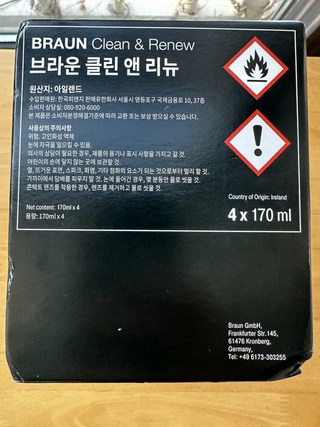 BRAUN Clean & Renew
브라운 클린 앤 리뉴
원산지: 아일랜드
수입판매원: 한국피앤지 판매유한회사 서울시 영등포구 국제금융로 10, 37층
소비자 상담실: 080-920-6000
본 제품은 소비자분쟁해결기준에 따라 교환 또는 보상 받으실 수 있습니다.
사용상의 주의사항
위험. 고인화성 액체
눈에 자극을 일으킬 수 있음.
의사의 상담이 필요한 경우, 제품의 용기나 표시 사항을 가지고 갈 것.
어린이의 손에 닿지 않는 곳에 보관할 것.
열, 뜨거운 표면, 스파크, 화염, 기타 점화의 요소가 되는 것으로부터 멀리 할 것.
가까이에서 담배를 피우지 말 것. 눈에 들어간 경우, 몇 분동안 물로 씻을 것.
콘택트 렌즈를 착용한 경우, 렌즈를 제거하고 물로 씻을 것.
Net content: 170ml x 4
용량: 170ml x 4
Country of Origin: Ireland
4 x 170 ml
Braun GmbH,
Frankfurter Str.145,
61476 Kronberg,
Germany,
Tel: +49 6173-303255